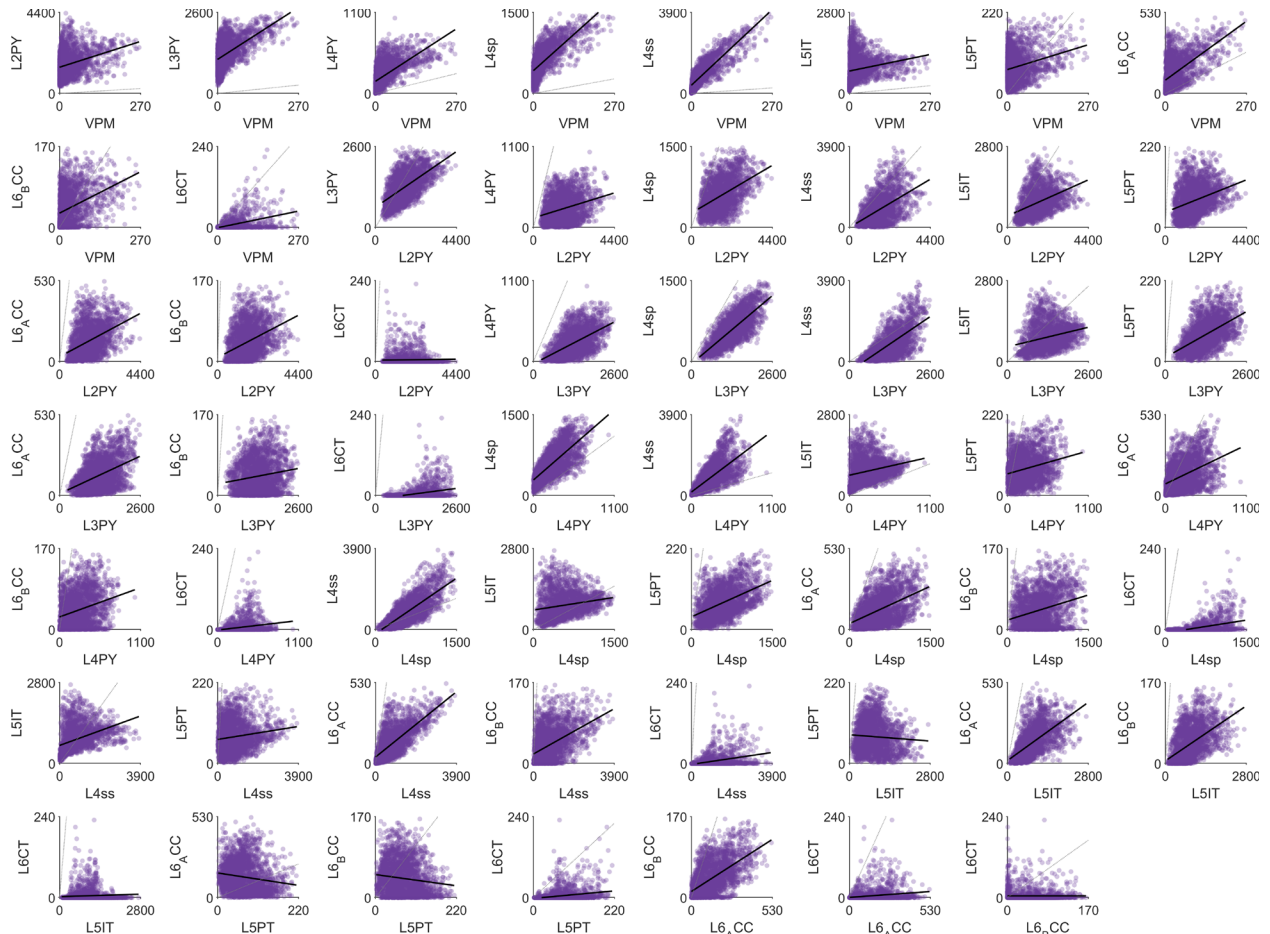 4400 2600 1100 1500 3900 2800 220 530
L2PY L3PY L4PY L4sp L4ss L5IT L5PT L6ACC
0 0 0 0 0 0 0 0
0 270 0 270 0 270 0 270 0 270 0 270 0 270 0 270
VPM VPM VPM VPM VPM VPM VPM VPM
170 240 2600 1100 1500 3900 2800 220
L6BCC L6CT L3PY L4PY L4sp L4ss L5IT L5PT
0 0 0 0 0 0 0 0
0 270 0 270 0 4400 0 4400 0 4400 0 4400 0 4400 0 4400
VPM VPM L2PY L2PY L2PY L2PY L2PY L2PY
530 170 240 1100 1500 3900 2800 220
L6ACC L6BCC L6CT L4PY L4sp L4ss L5IT L5PT
0 0 0 0 0 0 0 0
0 4400 0 4400 0 4400 0 2600 0 2600 0 2600 0 2600 0 2600
L2PY L2PY L2PY L3PY L3PY L3PY L3PY L3PY
530 170 240 1500 3900 2800 220 530
L6ACC L6BCC L6CT L4sp L4ss L5IT L5PT L6ACC
0 0 0 0 0 0 0 0
0 2600 0 2600 0 2600 0 1100 0 1100 0 1100 0 1100 0 1100
L3PY L3PY L3PY L4PY L4PY L4PY L4PY L4PY
170 240 3900 2800 220 530 170 240
L6BCC L6CT L4ss L5IT L5PT L6ACC L6BCC L6CT
0 0 0 0 0 0 0 0
0 1100 0 1100 0 1500 0 1500 0 1500 0 1500 0 1500 0 1500
L4PY L4PY L4sp L4sp L4sp L4sp L4sp L4sp
2800 220 530 170 240 220 530 170
L5IT L5PT L6ACC L6BCC L6CT L5PT L6ACC L6BCC
0 0 0 0 0 0 0 0
0 3900 0 3900 0 3900 0 3900 0 3900 0 2800 0 2800 0 2800
L4ss L4ss L4ss L4ss L4ss L5IT L5IT L5IT
240 530 170 240 170 240 240
L6CT L6ACC L6BCC L6CT L6BCC L6CT L6CT
0 0 0 0 0 0 0
0 2800 0 220 0 220 0 220 0 530 0 530 0 170
L5IT L5PT L5PT L5PT L6ACC L6ACC L6BCC